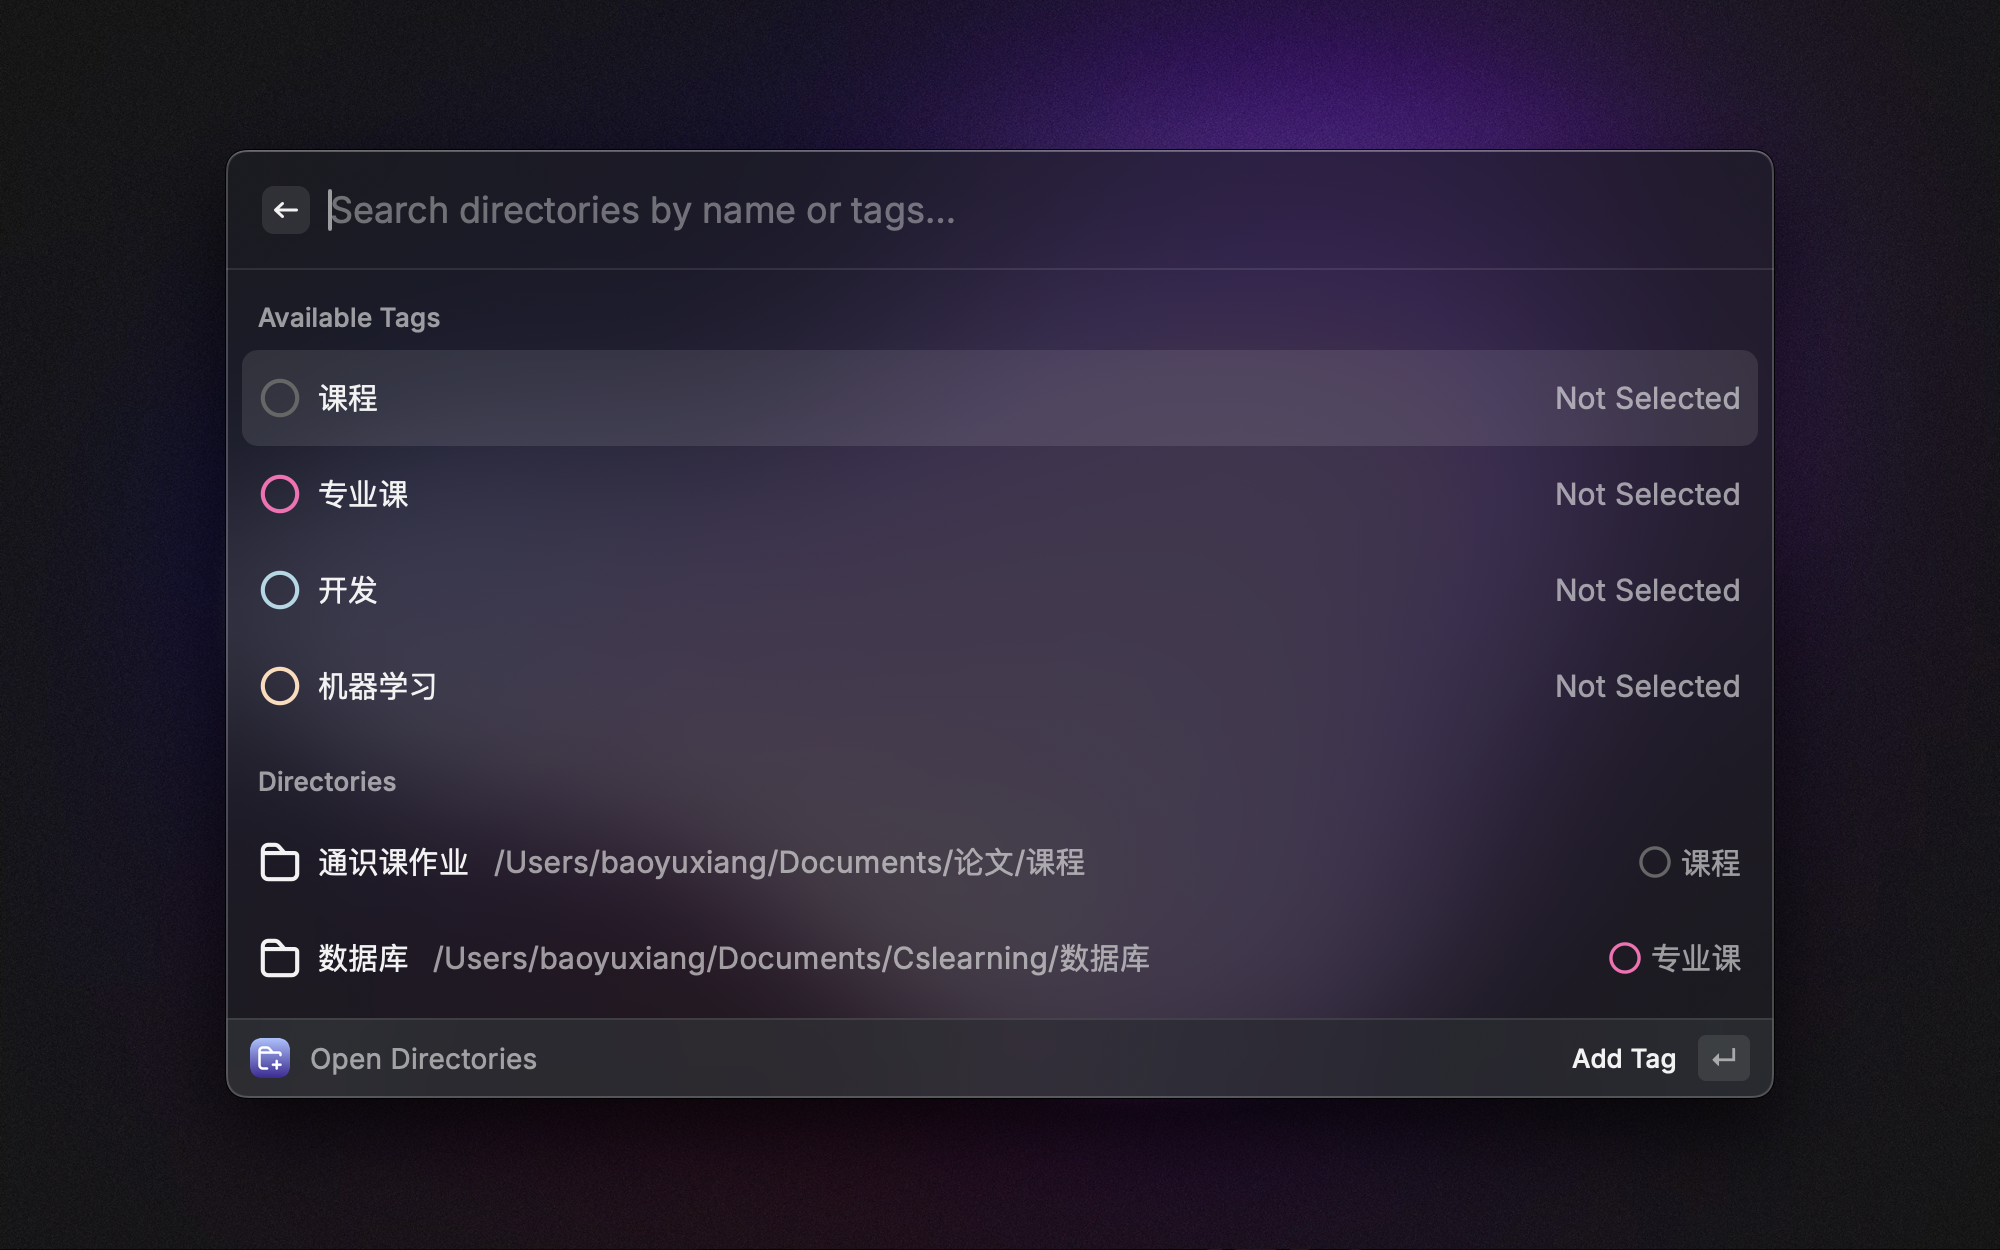 Search directories by name or tags...
Available Tags
课程 Not Selected
专业课 Not Selected
开发 Not Selected
机器学习 Not Selected
Directories
通识课作业 /Users/baoyuxiang/Documents/论文/课程 课程
数据库 /Users/baoyuxiang/Documents/Cslearning/数据库 专业课
Open Directories Add Tag